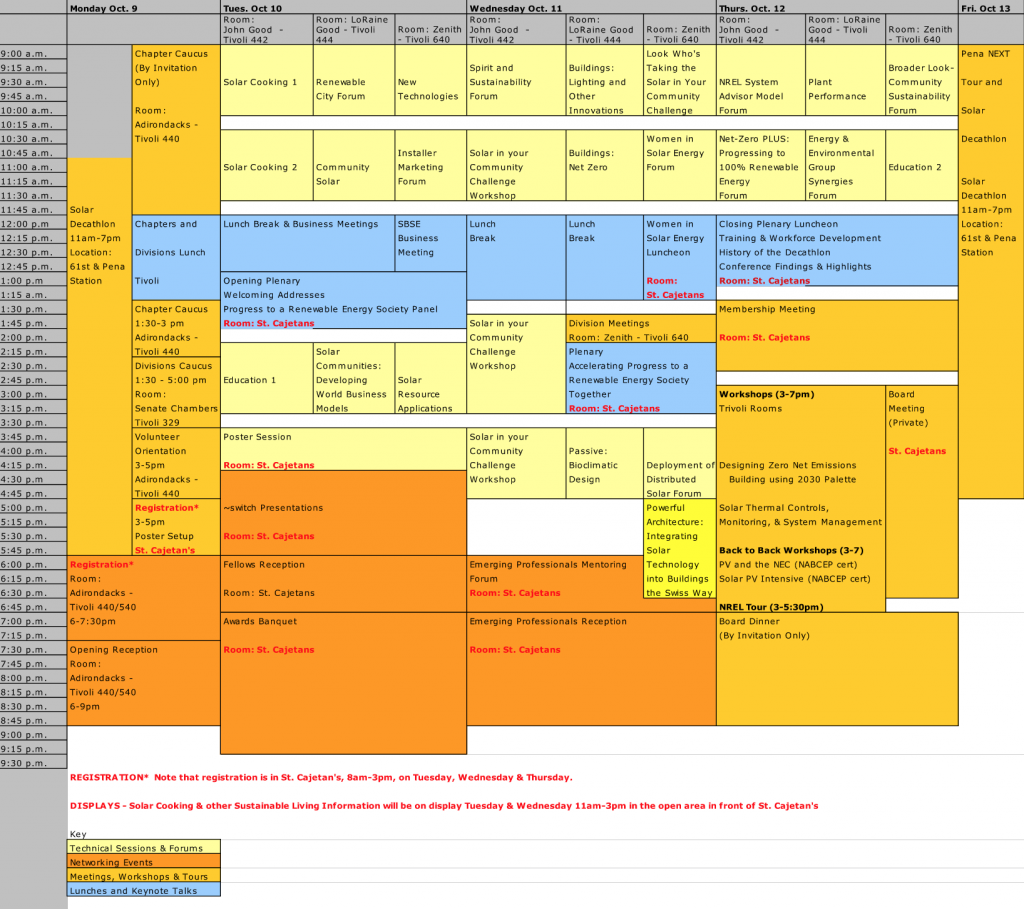 Monday Oct. 9
Tues. Oct 10
Wednesday Oct. 11
Thurs. Oct. 12
Fri. Oct 13
Room:
John Good -
Tivoli 442
Room: LoRaine
Good - Tivoli
444
Room: Zenith
- Tivoli 640
Room:
John Good -
Tivoli 442
Room:
LoRaine Good
- Tivoli 444
Room: Zenith
- Tivoli 640
Room:
John Good -
Tivoli 442
Room: LoRaine
Good - Tivoli
444
Room: Zenith
- Tivoli 640
9:00 a.m.
9:15 a.m.
9:30 a.m.
9:45 a.m.
10:00 a.m.
10:15 a.m.
10:30 a.m.
10:45 a.m.
11:00 a.m.
11:15 a.m.
11:30 a.m.
11:45 a.m.
12:00 p.m
12:15 p.m.
12:30 p.m.
12:45 p.m.
1:00 p.m
1:15 p.m.
1:30 p.m.
1:45 p.m.
2:00 p.m.
2:15 p.m.
2:30 p.m.
2:45 p.m.
3:00 p.m.
3:15 p.m.
3:30 p.m.
3:45 p.m.
4:00 p.m.
4:15 p.m.
4:30 p.m
4:45 p.m.
5:00 p.m.
5:15 p.m.
5:30 p.m.
5:45 p.m.
6:00 p.m.
6:15 p.m.
6:30 p.m.
6:45 p.m.
7:00 p.m.
7:15 p.m.
7:30 p.m.
7:45 p.m.
8:00 p.m.
8:15 p.m.
8:30 p.m.
8:45 p.m.
9:00 p.m.
9:15 p.m.
9:30 p.m.
Solar
Decathlon
11am-7pm
Location:
61st & Pena
Station
Chapter Caucus
(By Invitation
Only)
Room:
Adirondacks -
Tivoli 440
Chapters and
Divisions Lunch
Tivoli
Chapter Caucus
1:30-3 pm
Adirondacks -
Tivoli 440
Divisions Caucus
1:30 - 5:00 pm
Room:
Senate Chambers
Tivoli 329
Volunteer
Orientation
3-5pm
Adirondacks -
Tivoli 440
Registration*
3-5pm
Poster Setup
St. Cajetan's
Registration*
Room:
Adirondacks -
Tivoli 440/540
6-7:30pm
Opening Reception
Room:
Adirondacks -
Tivoli 440/540
6-9pm
Solar Cooking 1
Renewable
City Forum
New
Technologies
Solar Cooking 2
Community
Solar
Installer
Marketing
Forum
Lunch Break & Business Meetings
SBSE
Business
Meeting
Opening Plenary
Welcoming Addresses
Progress to a Renewable Energy Society Panel
Room: St. Cajetans
Education 1
Solar
Communities:
Developing
World Business
Models
Solar
Resource
Applications
Poster Session
Room: St. Cajetans
~switch Presentations
Room: St. Cajetans
Fellows Reception
Room: St. Cajetans
Awards Banquet
Room: St. Cajetans
Spirit and
Sustainability
Forum
Buildings:
Lighting and
Other
Innovations
Look Who's
Taking the
Solar in Your
Community
Challenge
Solar in your
Community
Challenge
Workshop
Buildings:
Net Zero
Women in
Solar Energy
Forum
Lunch
Break
Lunch
Break
Women in
Solar Energy
Luncheon
Room:
St. Cajetans
Solar in your
Community
Challenge
Workshop
Division Meetings
Room: Zenith - Tivoli 640
Plenary
Accelerating Progress to a
Renewable Energy Society
Together
Room: St. Cajetans
Solar in your
Community
Challenge
Workshop
Passive:
Bioclimatic
Design
Deployment of
Distributed
Solar Forum
Powerful
Architecture:
Integrating
Solar
Technology
into Buildings
the Swiss Way
Emerging Professionals Mentoring
Forum
Room: St. Cajetans
Emerging Professionals Reception
Room: St. Cajetans
NREL System
Advisor Model
Forum
Plant
Performance
Broader Look-
Community
Sustainability
Forum
Net-Zero PLUS:
Progressing to
100% Renewable
Energy
Forum
Energy &
Environmental
Group
Synergies
Forum
Education 2
Closing Plenary Luncheon
Training & Workforce Development
History of the Decathlon
Conference Findings & Highlights
Room: St. Cajetans
Membership Meeting
Room: St. Cajetans
Workshops (3-7pm)
Trivoli Rooms
Designing Zero Net Emissions
Building using 2030 Palette
Solar Thermal Controls,
Monitoring, & System Management
Back to Back Workshops (3-7)
PV and the NEC (NABCEP cert)
Solar PV Intensive (NABCEP cert)
NREL Tour (3-5:30pm)
Board
Meeting
(Private)
St. Cajetans
Board Dinner
(By Invitation Only)
Pena NEXT
Tour and
Solar
Decathlon
Solar
Decathlon
11am-7pm
Location:
61st & Pena
Station
REGISTRATION* Note that registration is in St. Cajetan's, 8am-3pm, on Tuesday, Wednesday & Thursday.
DISPLAYS - Solar Cooking & other Sustainable Living Information will be on display Tuesday & Wednesday 11am-3pm in the open area in front of St. Cajetan's
Key
Technical Sessions & Forums
Networking Events
Meetings, Workshops & Tours
Lunches and Keynote Talks